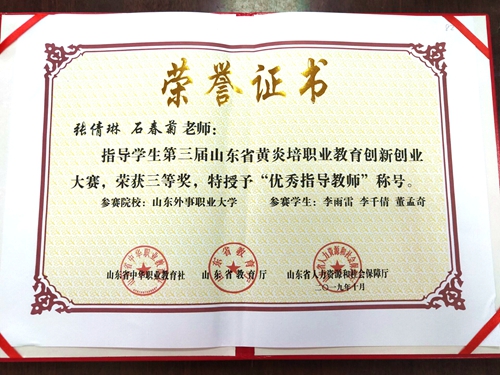 荣誉证书
张倩琳 石春菊老师：
指导学生第三届山东省黄炎培职业教育创新创业
大赛，荣获三等奖，特授予“优秀指导教师”称号。
参赛院校：山东外事职业大学 参赛学生：李雨雷 李千倩 董孟奇
山东省中华职业教育社 山东省教育厅 山东省人力资源和社会保障厅
二〇一九年十月